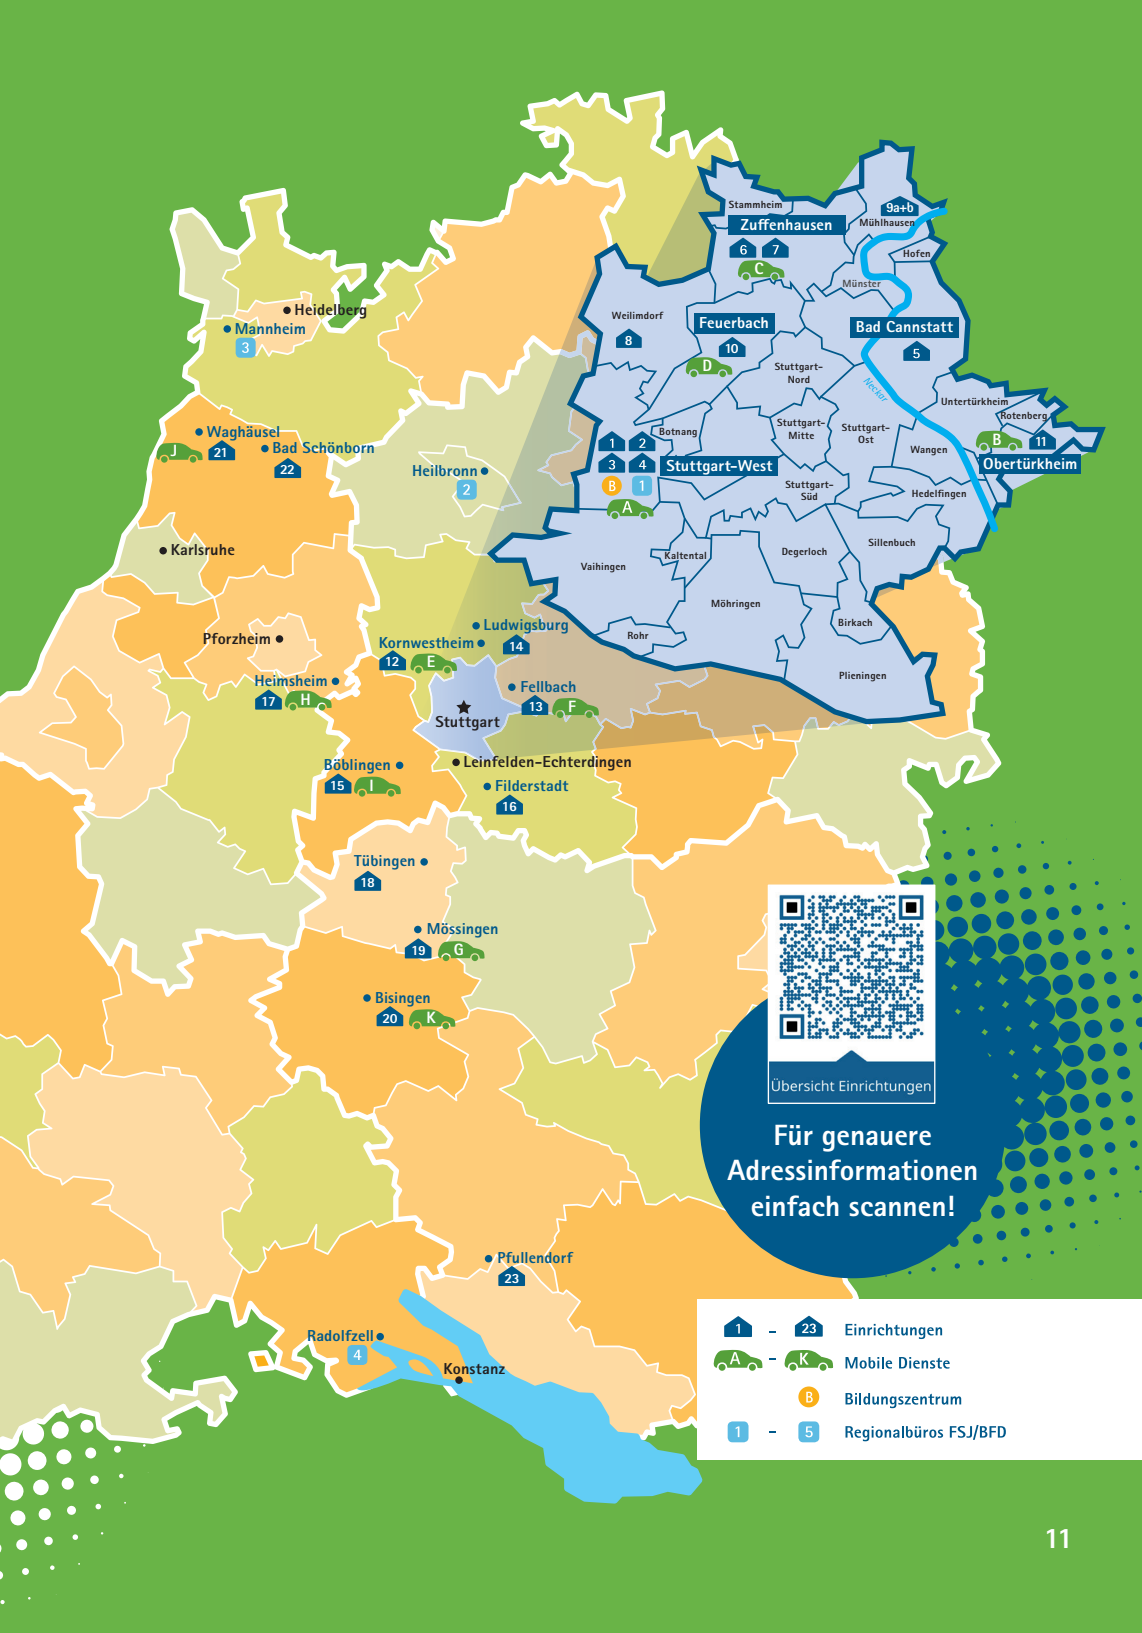 Stammheim
Zuffenhausen
6 7
C
9a+b
Mühlhausen
Hofen
Münster
Weilimdorf
8
Feuerbach
10
D
Bad Cannstatt
5
Stuttgart-
Nord
Neckar
Untertürkheim
Rotenberg
B 11
Obertürkheim
Botnang
Stuttgart-
Mitte
Stuttgart-
Ost
Wangen
1 2
3 4
Stuttgart-West
B 1
A
Stuttgart-
Süd
Hedelfingen
Sillenbuch
Kaltental
Degerloch
Vaihingen
Möhringen
Birkach
Rohr
Plieningen
Heidelberg
Mannheim
3
Waghäusel
J 21
Bad Schönborn
22
Heilbronn
2
Karlsruhe
Pforzheim
Ludwigsburg
14
Kornwestheim
12 E
Heimsheim
17 H
Fellbach
13 F
Stuttgart
Leinfelden-Echterdingen
Böblingen
15 I
Filderstadt
16
Tübingen
18
Mössingen
19 G
Bisingen
20 K
Übersicht Einrichtungen
Für genauere
Adressinformationen
einfach scannen!
Pfullendorf
23
Radolfzell
4
Konstanz
1 – 23 Einrichtungen
A – K Mobile Dienste
B Bildungszentrum
1 – 5 Regionalbüros FSJ/BFD
11